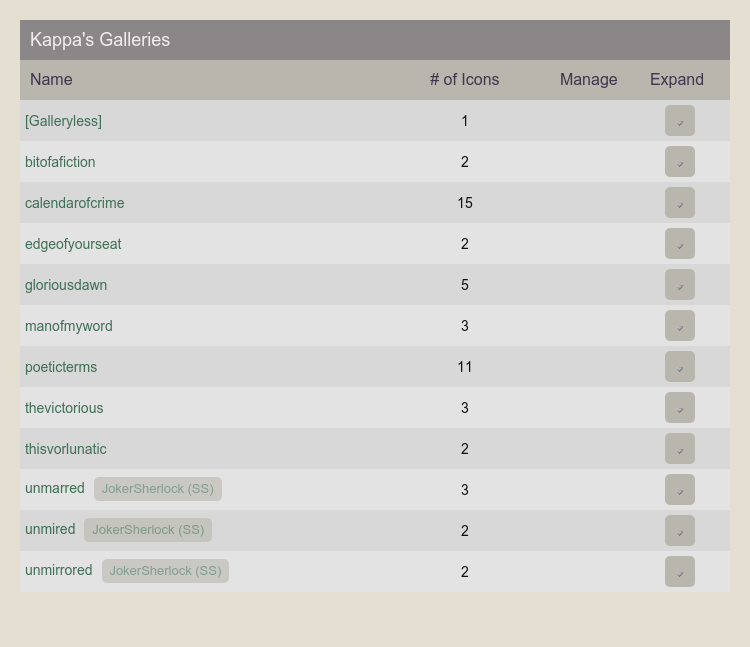 Kappa's Galleries
Name # of Icons Manage Expand
[Galleryless] 1
bitofafiction 2
calendarofcrime 15
edgeofyourseat 2
gloriousdawn 5
manofmyword 3
poeticterms 11
thevictorious 3
thisvorlunatic 2
unmarred JokerSherlock (SS) 3
unmired JokerSherlock (SS) 2
unmirrored JokerSherlock (SS) 2